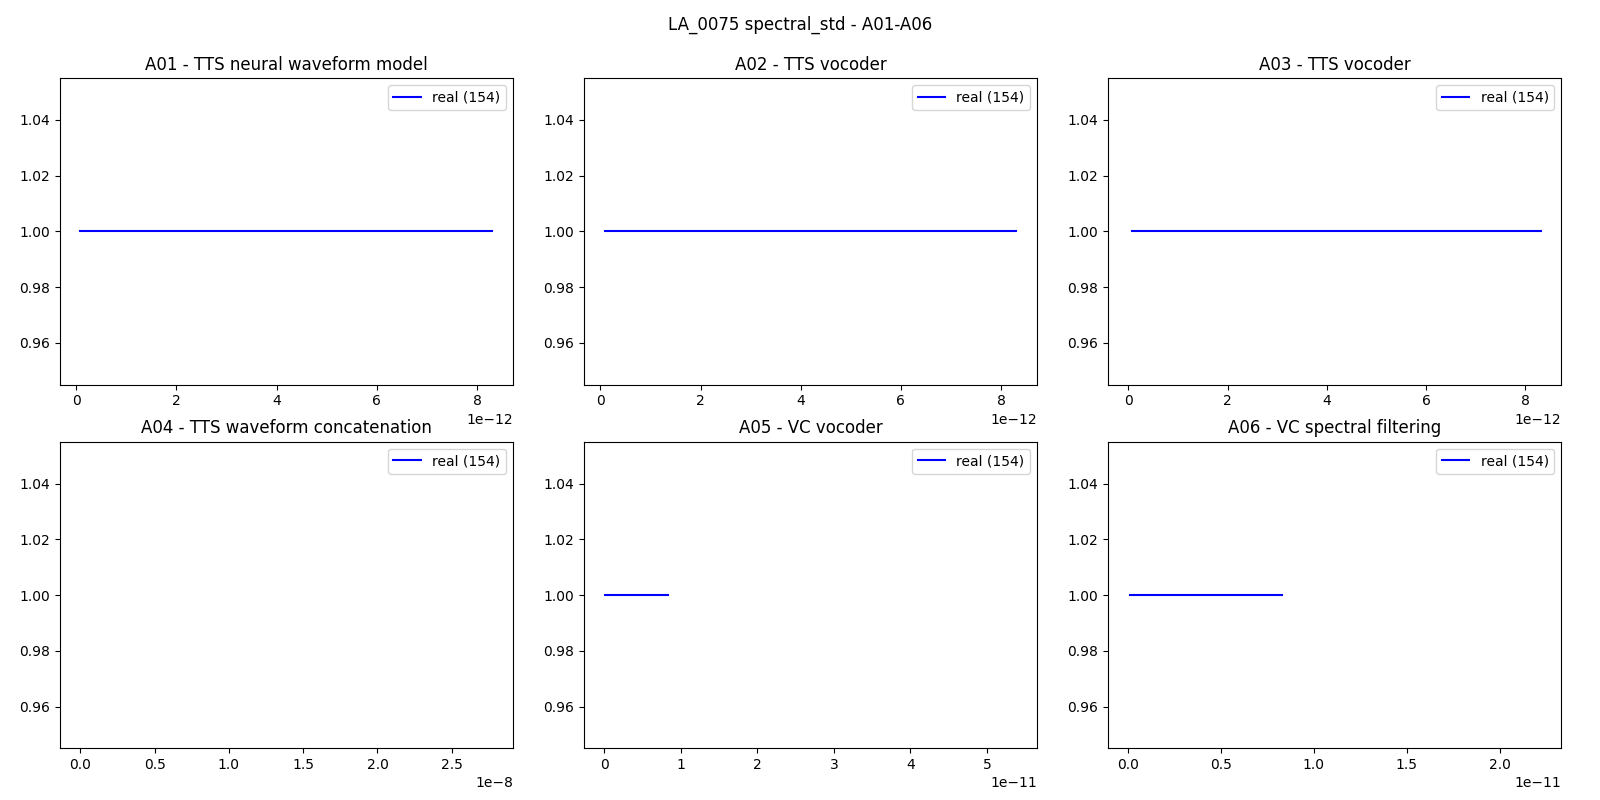 LA_0075 spectral_std - A01-A06
A01 - TTS neural waveform model
real (154)
1.04
1.02
1.00
0.98
0.96
0 2 4 6 8
1e−12
A02 - TTS vocoder
real (154)
1.04
1.02
1.00
0.98
0.96
0 2 4 6 8
1e−12
A03 - TTS vocoder
real (154)
1.04
1.02
1.00
0.98
0.96
0 2 4 6 8
1e−12
A04 - TTS waveform concatenation
real (154)
1.04
1.02
1.00
0.98
0.96
0.0 0.5 1.0 1.5 2.0 2.5
1e−8
A05 - VC vocoder
real (154)
1.04
1.02
1.00
0.98
0.96
0 1 2 3 4 5
1e−11
A06 - VC spectral filtering
real (154)
1.04
1.02
1.00
0.98
0.96
0.0 0.5 1.0 1.5 2.0
1e−11